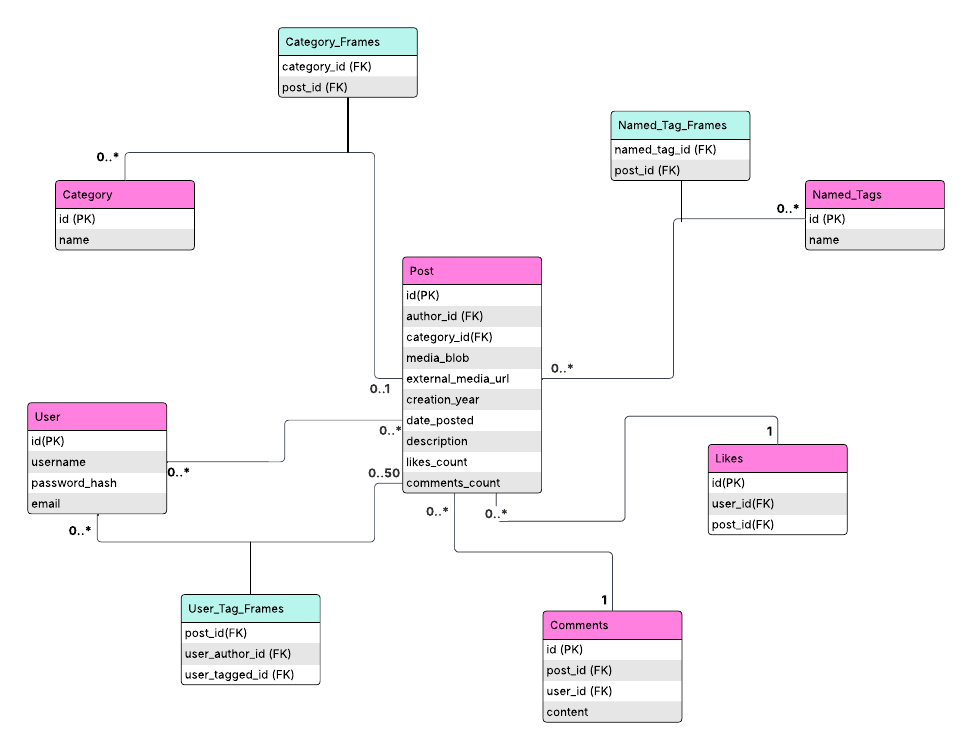 Category_Frames
category_id (FK)
post_id (FK)
Named_Tag_Frames
named_tag_id (FK)
post_id (FK)
0..*
Category
id (PK)
name
0..*
Named_Tags
id (PK)
name
Post
id(PK)
author_id (FK)
category_id(FK)
media_blob
external_media_url
creation_year
date_posted
description
likes_count
comments_count
0..*
0..1
0..*
0..50
User
id(PK)
username
password_hash
email
0..*
0..*
0..*
0..*
1
Likes
id(PK)
user_id(FK)
post_id(FK)
User_Tag_Frames
post_id(FK)
user_author_id (FK)
user_tagged_id (FK)
1
Comments
id (PK)
post_id (FK)
user_id (FK)
content